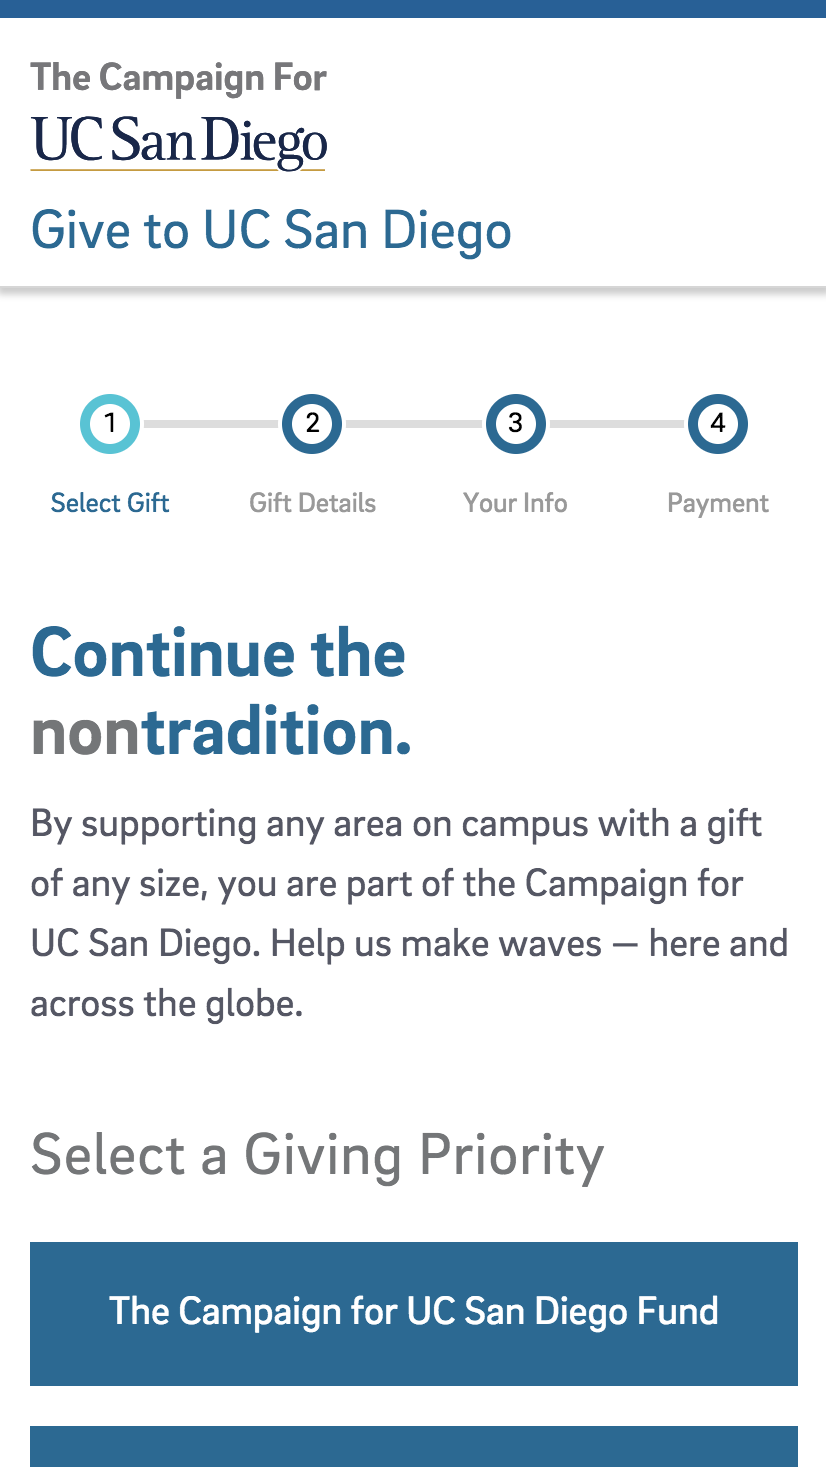 The Campaign For
UC San Diego
Give to UC San Diego
1 2 3 4
Select Gift Gift Details Your Info Payment
Continue the
nontradition.
By supporting any area on campus with a gift
of any size, you are part of the Campaign for
UC San Diego. Help us make waves — here and
across the globe.
Select a Giving Priority
The Campaign for UC San Diego Fund